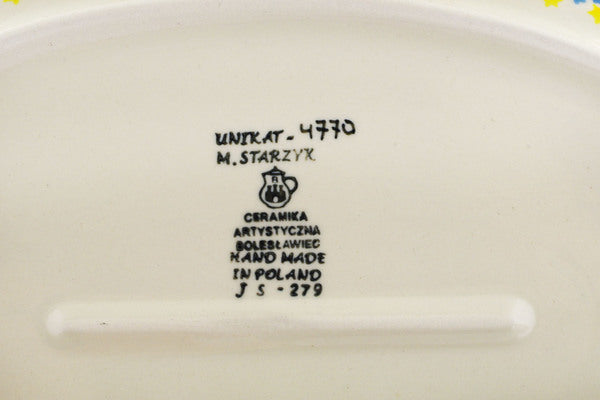 UNIKAT - 4770
M. STARZYK
CERAMIKA
ARTYSTYCZNA
BOLESŁAWIEC
HAND MADE
IN POLAND
J S - 279